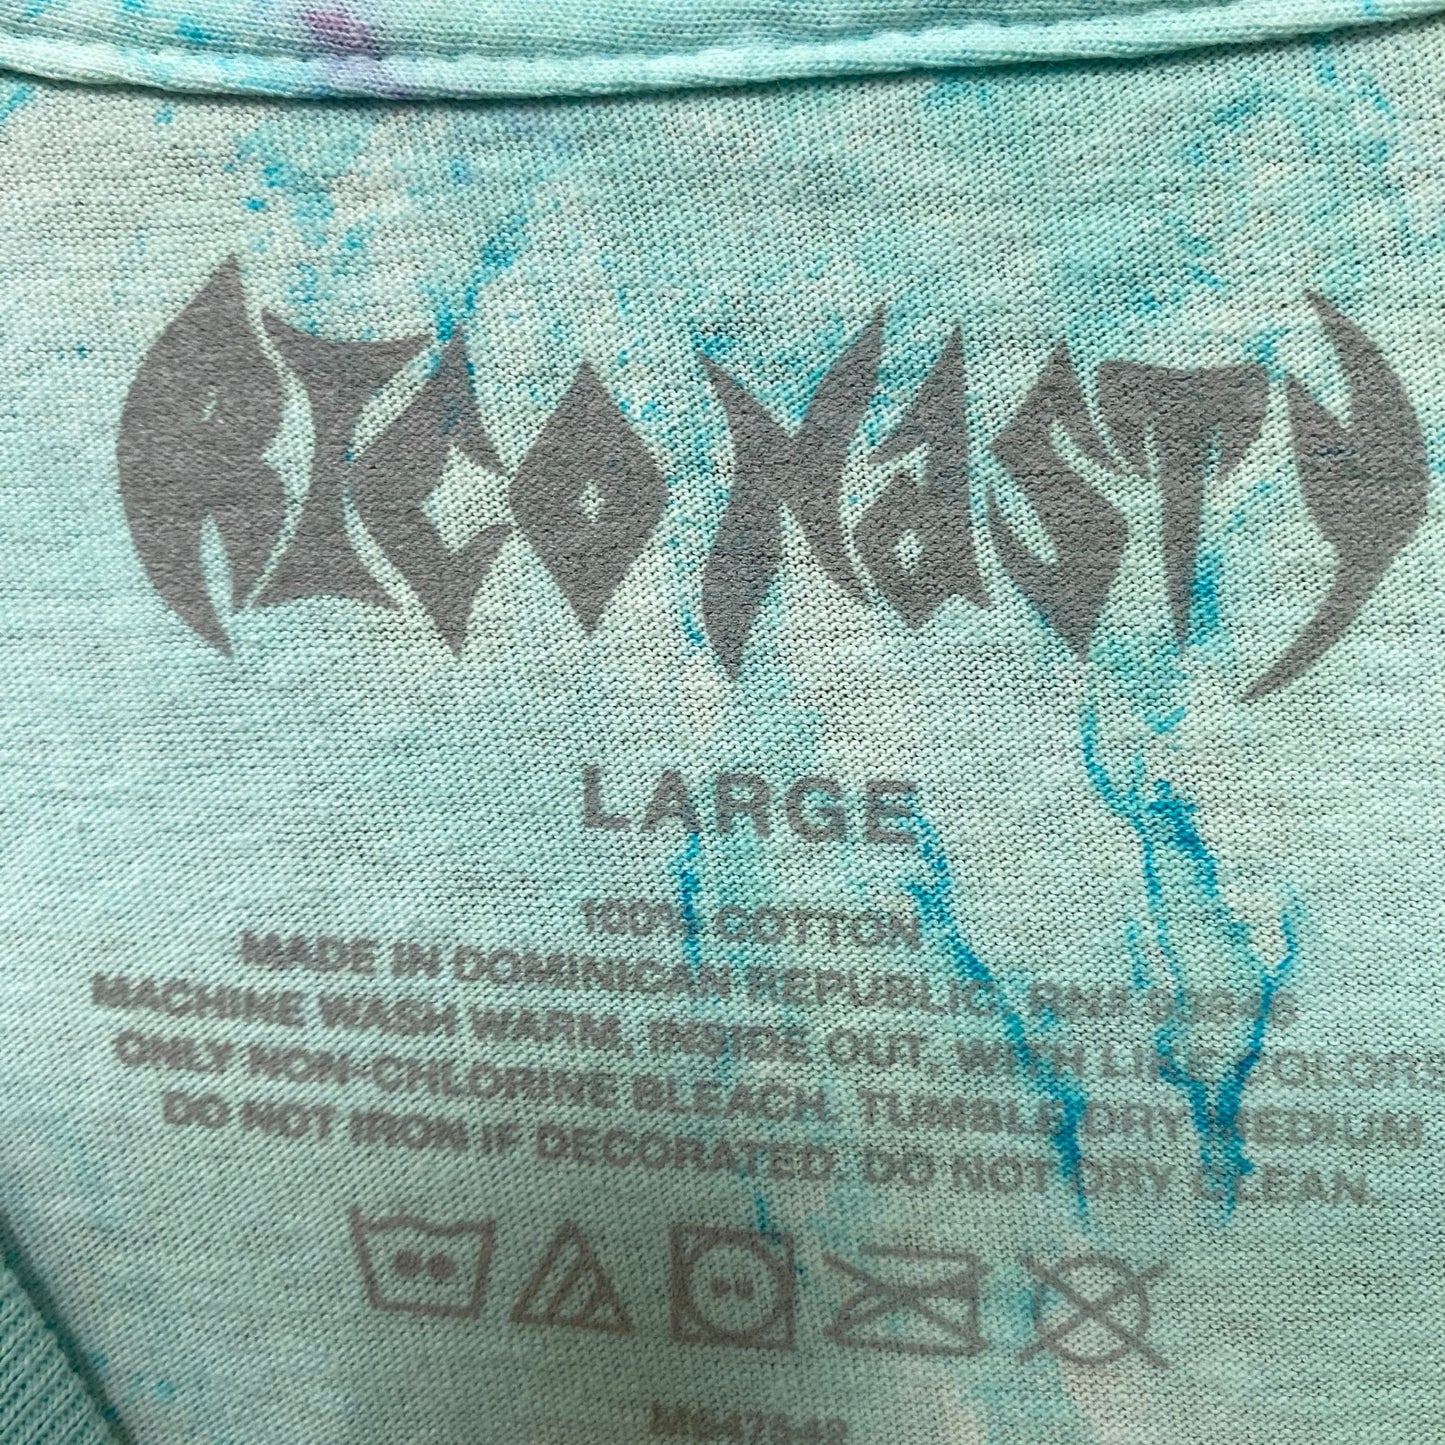 RICO NASTY
LARGE
100% COTTON
MADE IN DOMINICAN REPUBLIC. RN#
MACHINE WASH WARM, INSIDE OUT, WITH LIKE COLORS
ONLY NON-CHLORINE BLEACH. TUMBLE DRY MEDIUM
DO NOT IRON IF DECORATED. DO NOT DRY CLEAN.